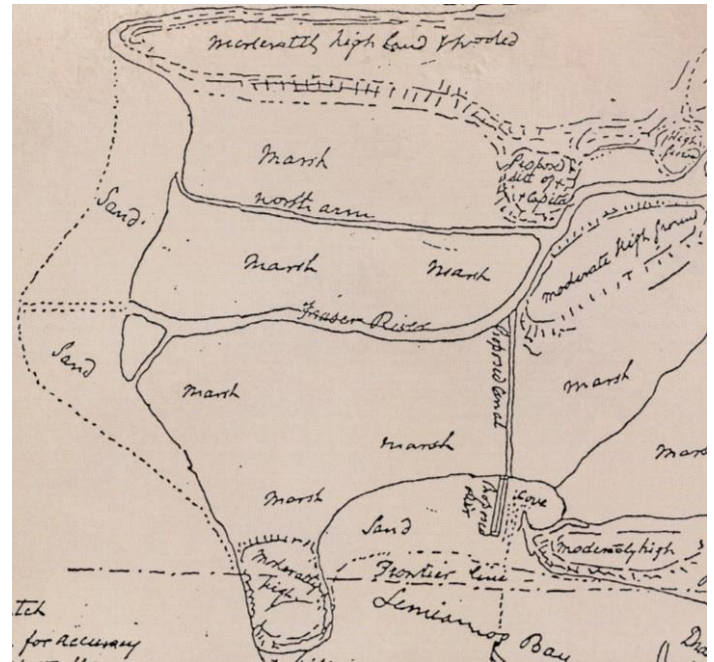 moderately high land & wooded
Marsh
Proposed
site of
Capital
High
north arm
Sand
Marsh
Marsh
moderate high ground
Fraser River
Proposed Canal
Sand
Marsh
Marsh
Marsh
Mars
Marsh
Sand
Proposed
Cove
Moderately
high
moderately high
Frontier line
Semiamoo Bay
for accuracy